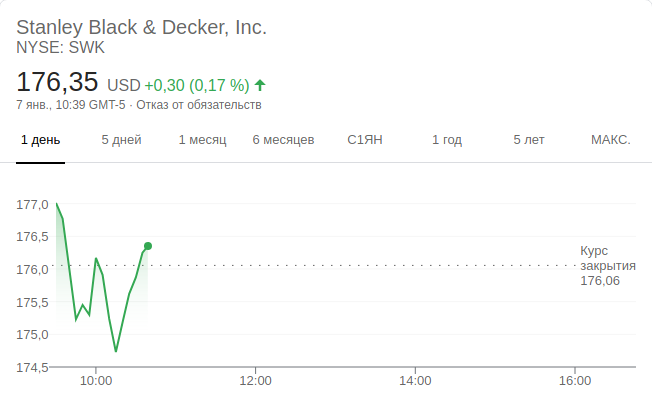 Stanley Black & Decker, Inc.
NYSE: SWK
176,35 USD +0,30 (0,17 %)
7 янв., 10:39 GMT-5 · Отказ от обязательств
1 день 5 дней 1 месяц 6 месяцев С1ЯН 1 год 5 лет МАКС.
177,0
176,5
176,0
175,5
175,0
174,5
Курс
закрытия
176,06
10:00 12:00 14:00 16:00